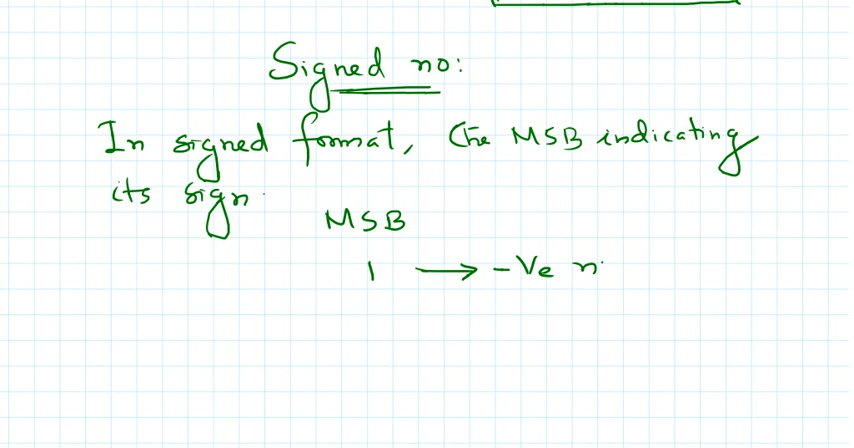 Signed no:
In signed format, the MSB indicating
its sign.
MSB
1 → -Ve n